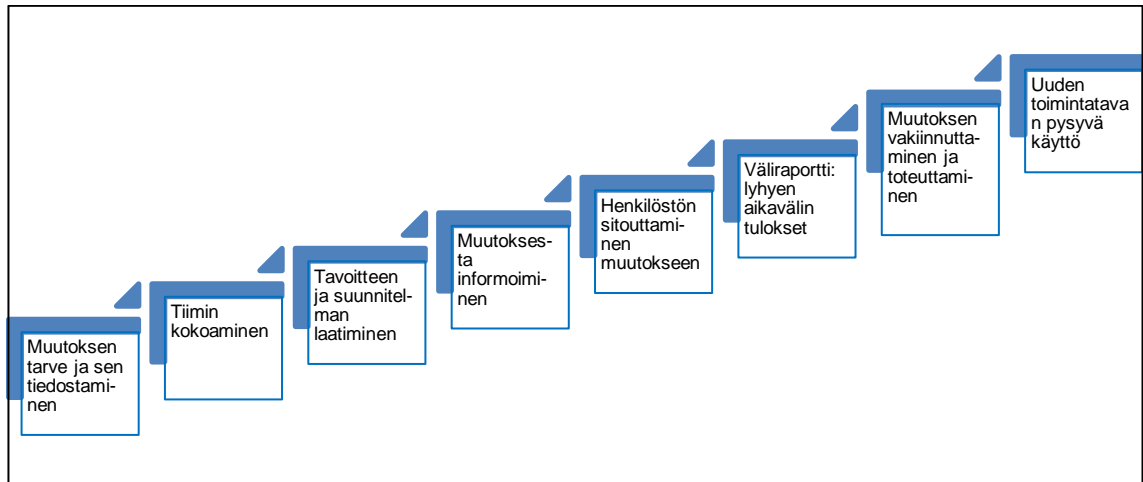 Muutoksen
tarve ja sen
tiedostami-
nen
Tiimin
kokoaminen
Tavoitteen
ja suunnitel-
man
laatiminen
Muutokses-
ta
informoimi-
nen
Henkilöstön
sitouttami-
nen
muutokseen
Väliraportti:
lyhyen
aikavälin
tulokset
Muutoksen
vakiinnutta-
minen ja
toteuttami-
nen
Uuden
toimintatava
n pysyvä
käyttö